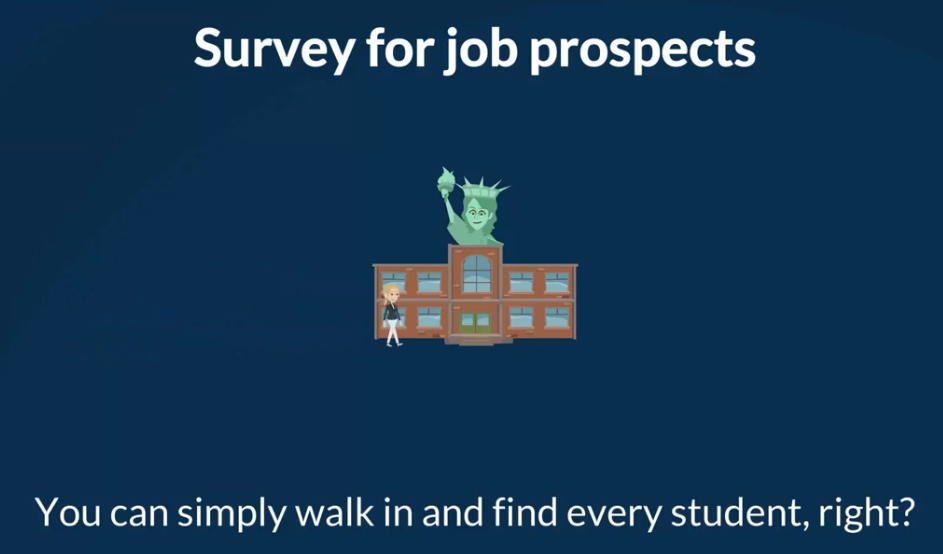 Survey for job prospects
You can simply walk in and find every student, right?